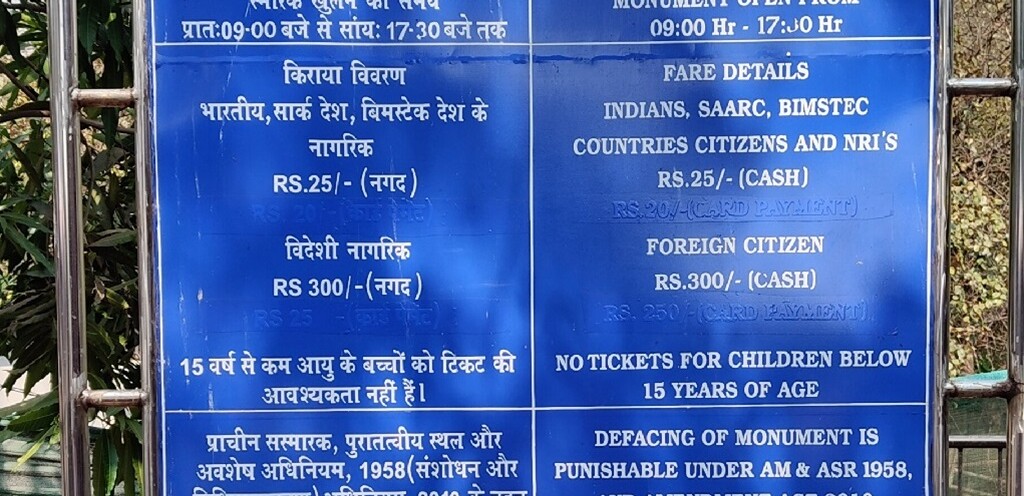 स्मारक खुलने का समय
प्रातः09-00 बजे से सांयः 17-30 बजे तक
किराया विवरण
भारतीय,सार्क देश, बिमस्टेक देश के
नागरिक
RS.25/- (नगद)
विदेशी नागरिक
RS 300/-(नगद)
15 वर्ष से कम आयु के बच्चों को टिकट की
आवश्यकता नहीं हैं।
प्राचीन सस्मारक, पुरातत्वीय स्थल और
अवशेष अधिनियम, 1958(संशोधन और
MONUMENT OPEN FROM
09:00 Hr - 17:30 Hr
FARE DETAILS
INDIANS, SAARC, BIMSTEC
COUNTRIES CITIZENS AND NRI'S
RS.25/- (CASH)
RS.20/-(CARD PAYMENT)
FOREIGN CITIZEN
RS.300/- (CASH)
RS. 250/-(CARD PAYMENT)
NO TICKETS FOR CHILDREN BELOW
15 YEARS OF AGE
DEFACING OF MONUMENT IS
PUNISHABLE UNDER AM & ASR 1958,